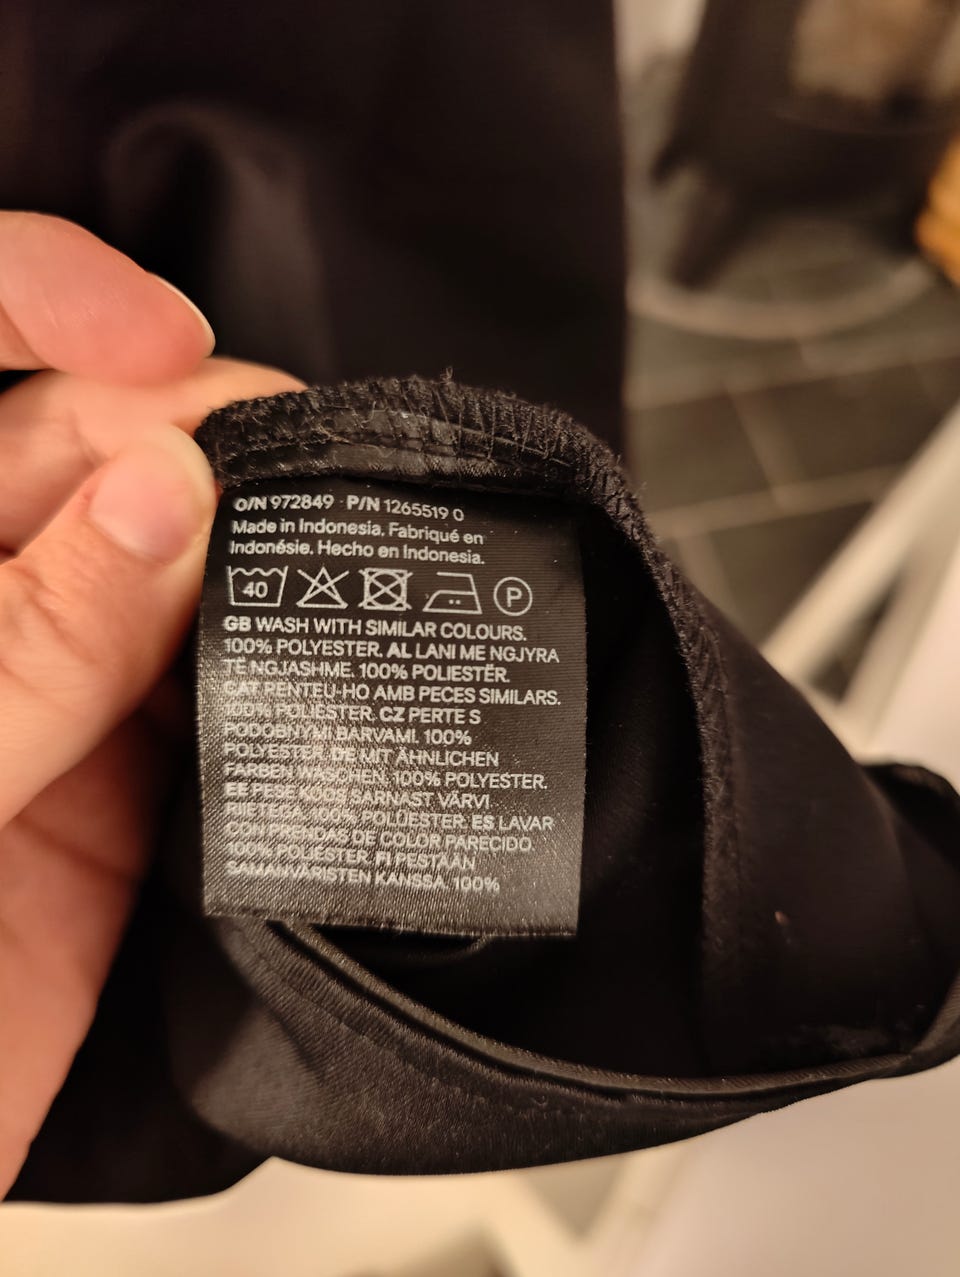 O/N 972849 · P/N 1265519 0
Made in Indonesia. Fabriqué en
Indonésie. Hecho en Indonesia.
40 P
GB WASH WITH SIMILAR COLOURS.
100% POLYESTER. AL LANI ME NGJYRA
TË NGJASHME. 100% POLIESTËR.
CAT RENTEU-HO AMB PECES SIMILARS.
100% POLIESTER. CZ PERTE S
PODOBNÝMI BARVAMI. 100%
POLYESTER. DE MIT ÄHNLICHEN
FARBEN WASCHEN. 100% POLYESTER.
EE PESE KOOS SARNAST VÄRVI
100% POLÜESTER. ES LAVAR
CON PRENDAS DE COLOR PARECIDO.
100% POLIÉSTER. FI PESTÄÄN
SAMANVÄRISTEN KANSSA. 100%